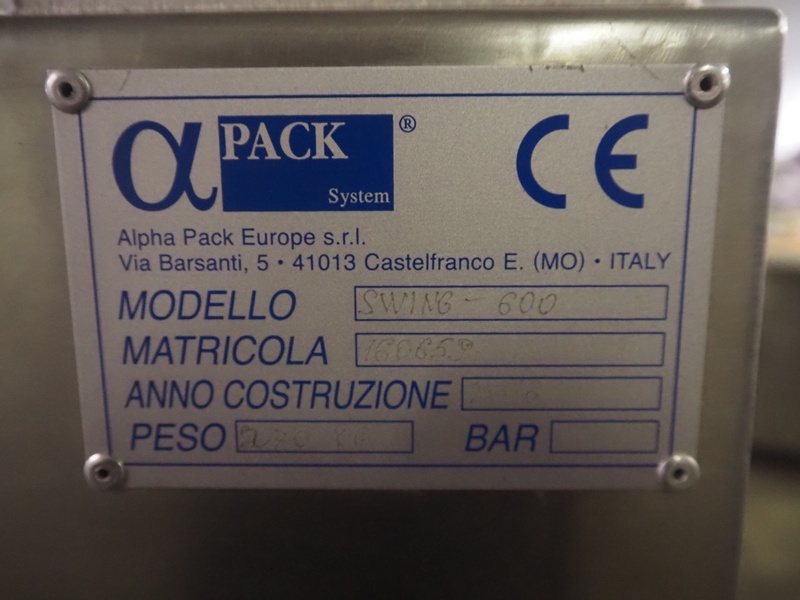 α PACK ®
System
CE
Alpha Pack Europe s.r.l.
Via Barsanti, 5 • 41013 Castelfranco E. (MO) • ITALY
MODELLO SWING - 600
MATRICOLA 160659
ANNO COSTRUZIONE
PESO
BAR